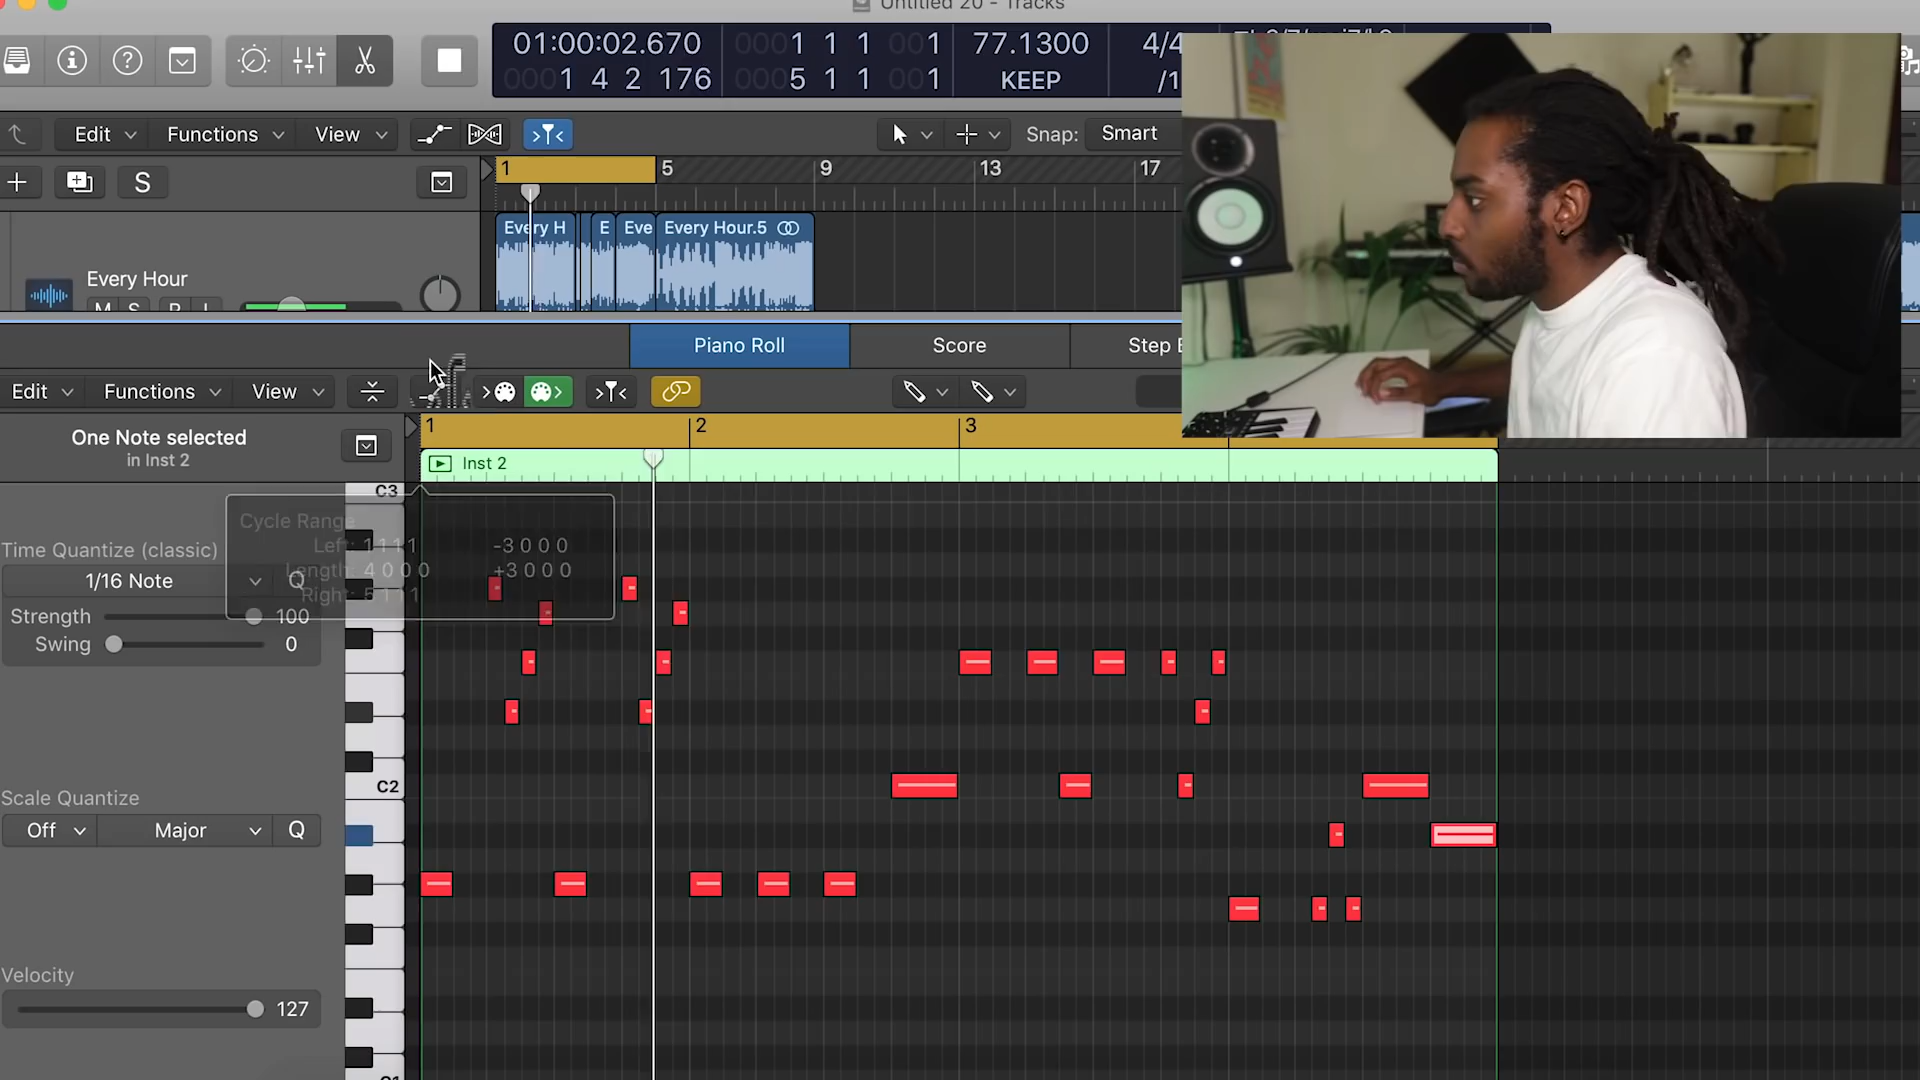 Untitled 20 - Tracks
01:00:02.670
0001 1 1 001
77.1300
4/4
0001 4 2 176
0005 1 1 001
KEEP
/1
Edit
Functions
View
Snap:
Smart
1
5
9
13
17
S
Every H
E
Eve
Every Hour.5
Every Hour
M
S
R
I
Piano Roll
Score
Step E
Edit
Functions
View
1
2
3
One Note selected
in Inst 2
Inst 2
C3
Cycle Range
Left: 1 1 1 1
-3 0 0 0
Length: 4 0 0 0
+3 0 0 0
Right: 5 1 1 1
Time Quantize (classic)
1/16 Note
Q
Strength
100
Swing
0
C2
Scale Quantize
Off
Major
Q
Velocity
127
C1